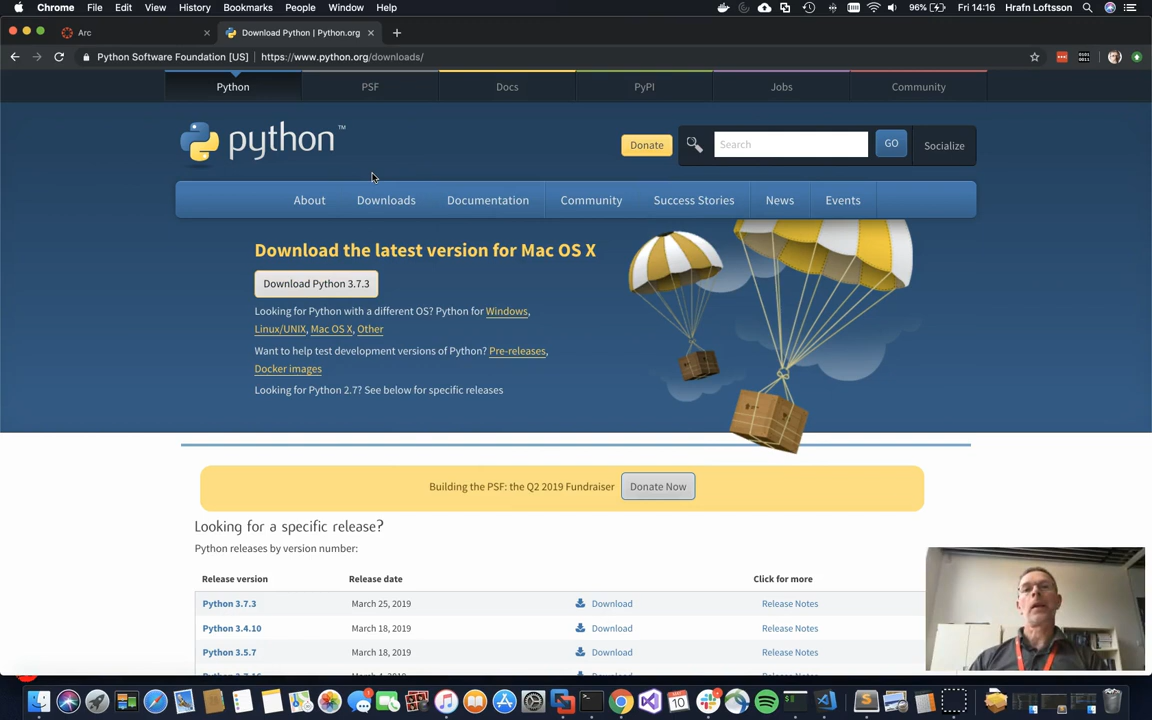 Chrome File Edit View History Bookmarks People Window Help 96% Fri 14:16 Hrafn Loftsson
Arc
Download Python | Python.org
Python Software Foundation [US] https://www.python.org/downloads/
Python PSF Docs PyPI Jobs Community
python™
Donate
Search
GO
Socialize
About Downloads Documentation Community Success Stories News Events
Download the latest version for Mac OS X
Download Python 3.7.3
Looking for Python with a different OS? Python for Windows,
Linux/UNIX, Mac OS X, Other
Want to help test development versions of Python? Pre-releases,
Docker images
Looking for Python 2.7? See below for specific releases
Building the PSF: the Q2 2019 Fundraiser Donate Now
Looking for a specific release?
Python releases by version number:
Release version Release date Click for more
Python 3.7.3 March 25, 2019 Download Release Notes
Python 3.4.10 March 18, 2019 Download Release Notes
Python 3.5.7 March 18, 2019 Download Release Notes